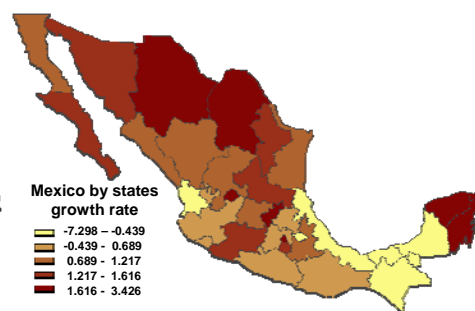 Mexico by states
growth rate
-7.298 – -0.439
-0.439 - 0.689
0.689 - 1.217
1.217 - 1.616
1.616 - 3.426